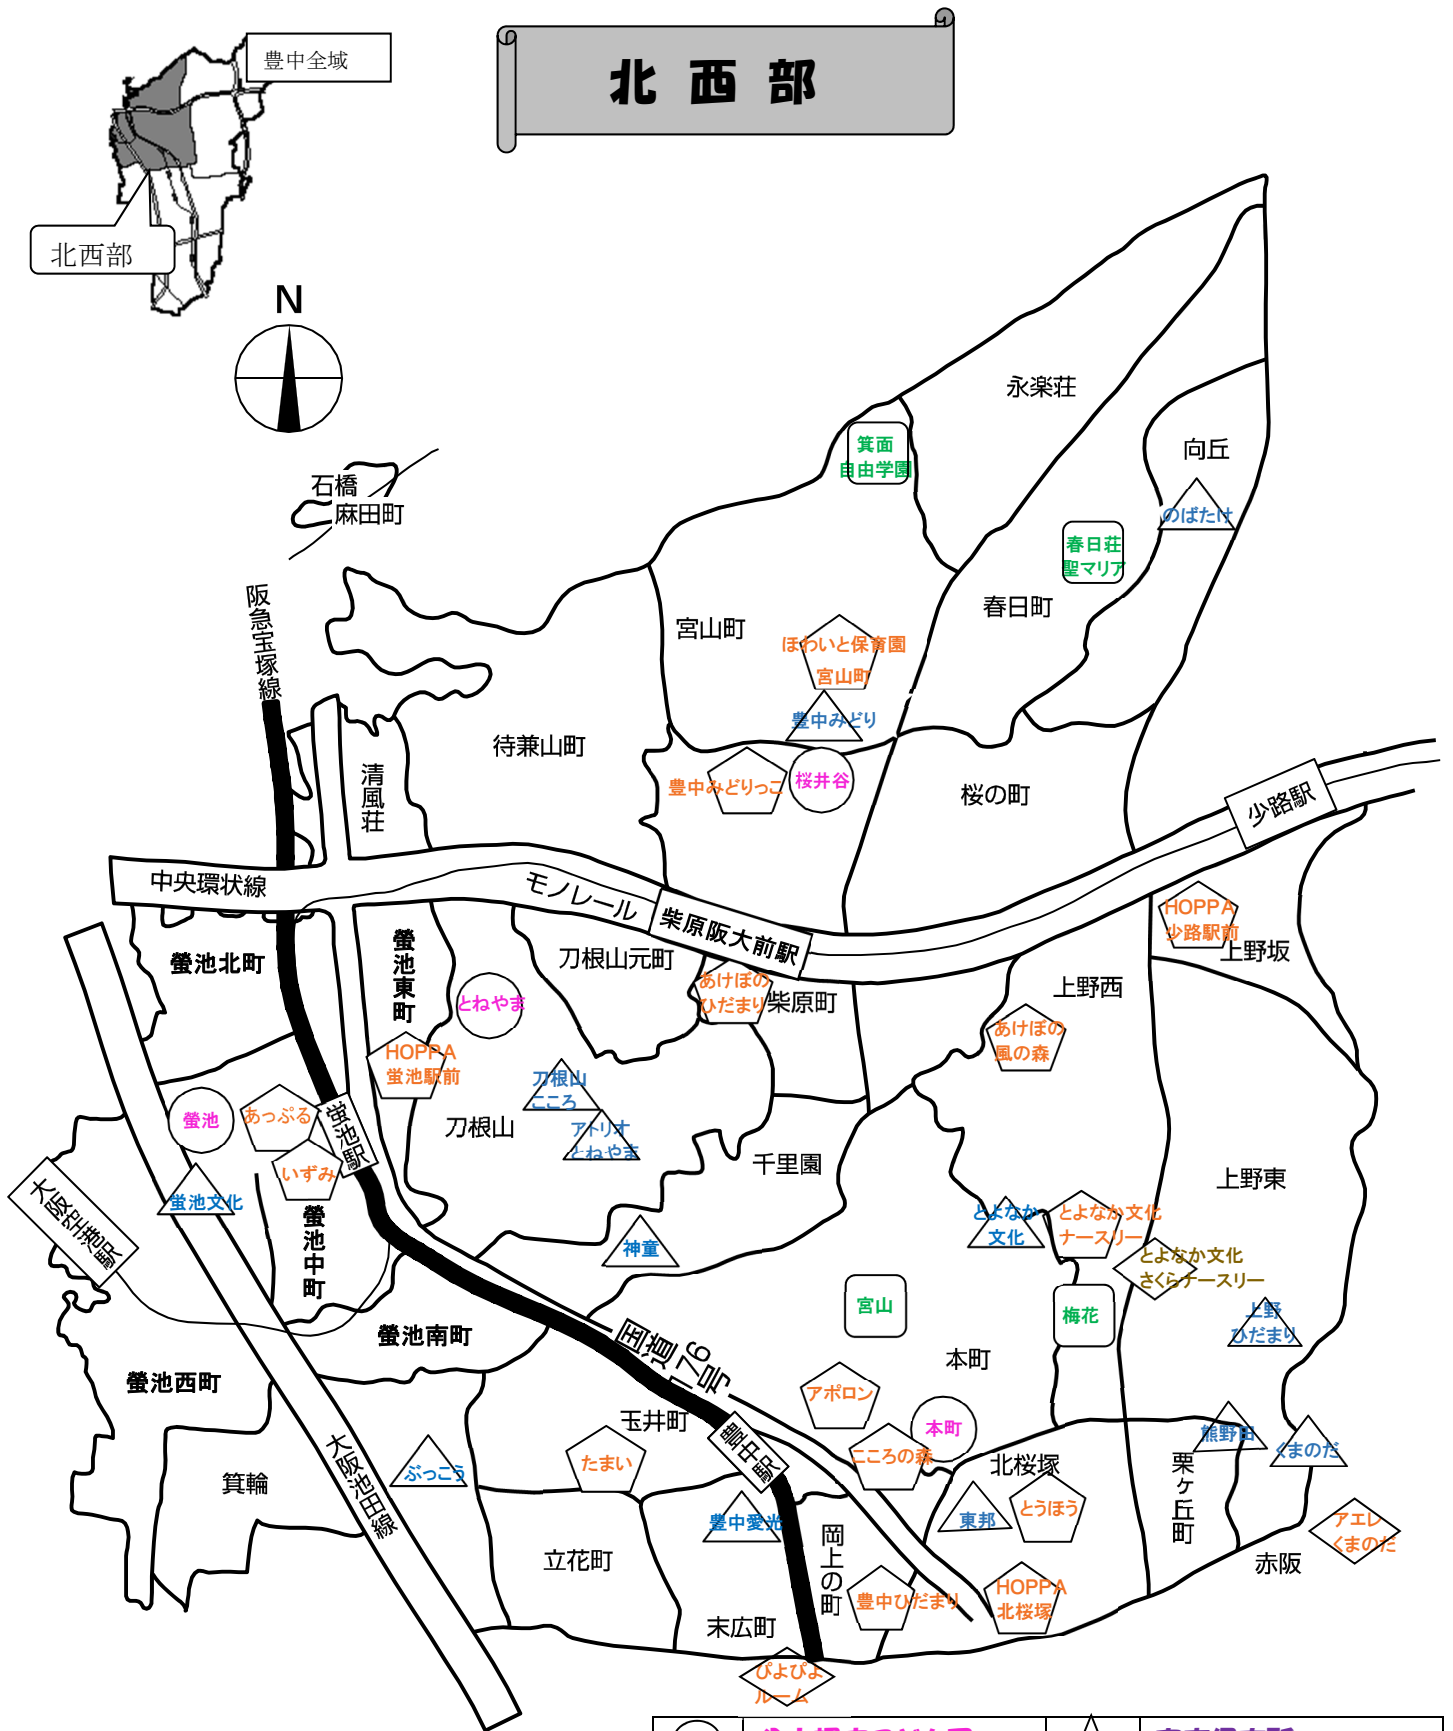 豊中全域
北西部
北西部
N
石橋
麻田町
阪急宝塚線
永楽荘
向丘
箕面
自由学園
のばたけ
春日荘
聖マリア
春日町
宮山町
ほわいと保育園
宮山町
豊中みどり
待兼山町
清風荘
豊中みどりっこ
桜井谷
桜の町
少路駅
中央環状線
モノレール
柴原阪大前駅
HOPPA
少路駅前
上野坂
螢池北町
螢池東町
刀根山元町
とねやま
あけぼの
ひだまり
柴原町
上野西
あけぼの
風の森
HOPPA
蛍池駅前
刀根山
こころ
アトリオ
とねやま
刀根山
螢池
あっぷる
いずみ
蛍池駅
蛍池文化
大阪空港駅
螢池中町
千里園
上野東
神童
とよなか
文化
とよなか文化
ナースリー
とよなか文化
さくらナースリー
宮山
梅花
上野
ひだまり
螢池南町
国道176号
本町
螢池西町
アポロン
玉井町
本町
豊中駅
たまい
こころの森
北桜塚
熊野田
くまのだ
箕輪
大阪池田線
ぶっこう
栗ヶ丘町
とうほう
東邦
豊中愛光
アエレ
くまのだ
立花町
岡上の町
赤阪
HOPPA
北桜塚
豊中ひだまり
末広町
ぴよぴよ
ルーム